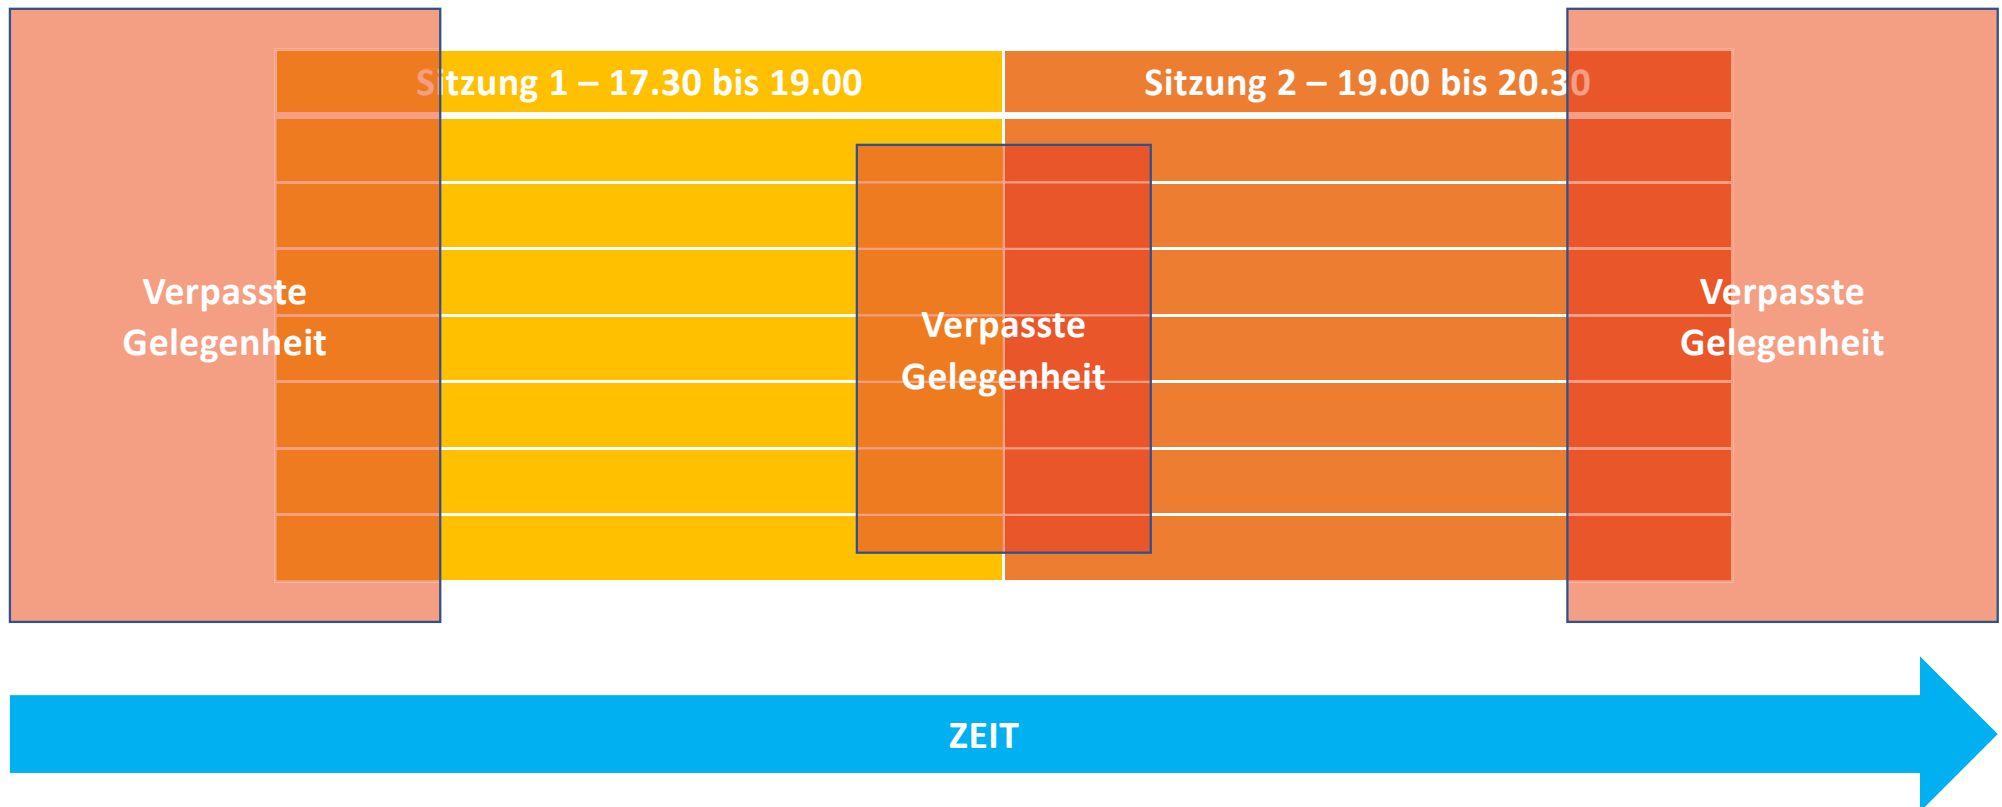 Sitzung 1 – 17.30 bis 19.00
Sitzung 2 – 19.00 bis 20.30
Verpasste
Gelegenheit
Verpasste
Gelegenheit
Verpasste
Gelegenheit
ZEIT